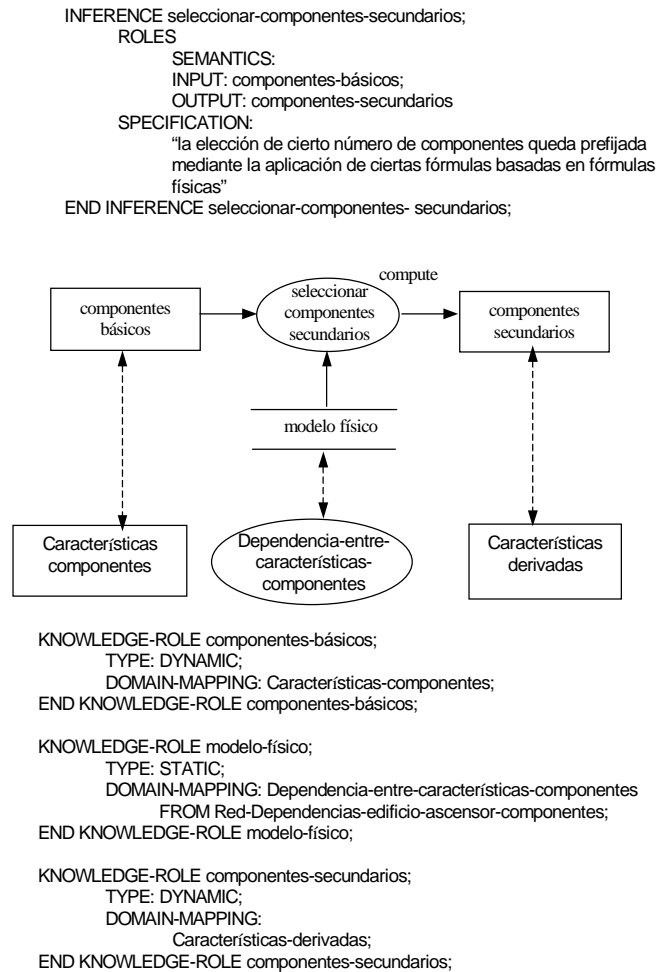 INFERENCE seleccionar-componentes-secundarios;
ROLES
SEMANTICS:
INPUT: componentes-básicos;
OUTPUT: componentes-secundarios
SPECIFICATION:
“la elección de cierto número de componentes queda prefijada
mediante la aplicación de ciertas fórmulas basadas en fórmulas
físicas”
END INFERENCE seleccionar-componentes- secundarios;
compute
componentes
básicos
seleccionar
componentes
secundarios
componentes
secundarios
modelo físico
Características
componentes
Dependencia-entre-
características-
componentes
Características
derivadas
KNOWLEDGE-ROLE componentes-básicos;
TYPE: DYNAMIC;
DOMAIN-MAPPING: Características-componentes;
END KNOWLEDGE-ROLE componentes-básicos;
KNOWLEDGE-ROLE modelo-físico;
TYPE: STATIC;
DOMAIN-MAPPING: Dependencia-entre-características-componentes
FROM Red-Dependencias-edificio-ascensor-componentes;
END KNOWLEDGE-ROLE modelo-físico;
KNOWLEDGE-ROLE componentes-secundarios;
TYPE: DYNAMIC;
DOMAIN-MAPPING:
Características-derivadas;
END KNOWLEDGE-ROLE componentes-secundarios;